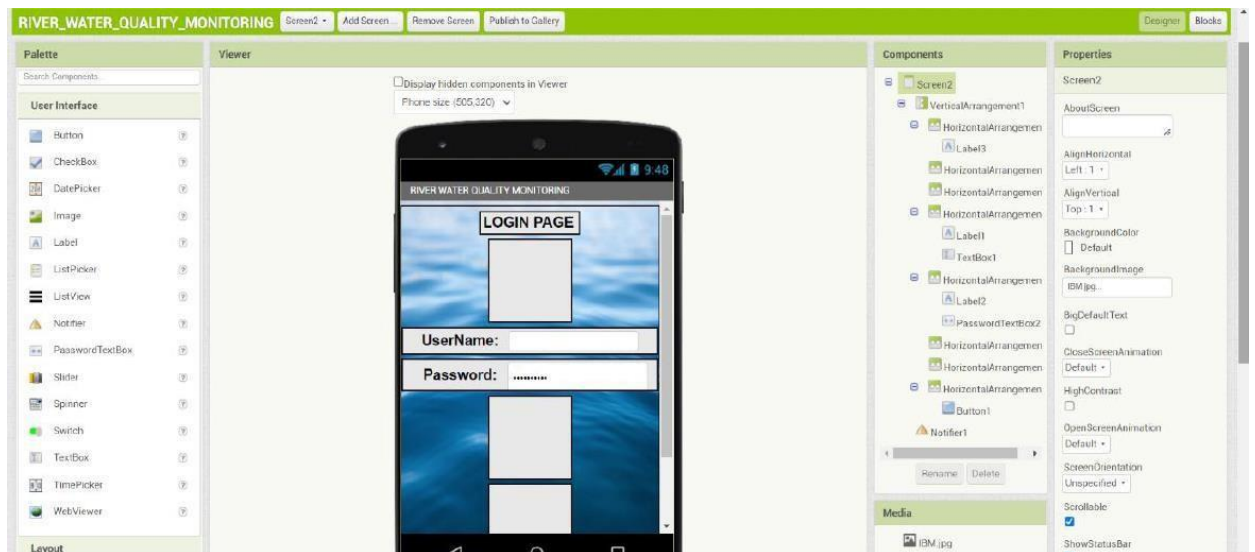 RIVER_WATER_QUALITY_MONITORING Screen2 Add Screen... Remove Screen Publish to Gallery Designer Blocks
Palette
Search Components...
User Interface
Button
CheckBox
DatePicker
Image
Label
ListPicker
ListView
Notifier
PasswordTextBox
Slider
Spinner
Switch
TextBox
TimePicker
WebViewer
Layout
Viewer
Display hidden components in Viewer
Phone size (505,320)
9:48
RIVER WATER QUALITY MONITORING
LOGIN PAGE
UserName:
Password:
Components
Screen2
VerticalArrangement1
HorizontalArrangemen
Label3
HorizontalArrangemen
HorizontalArrangemen
HorizontalArrangemen
Label1
TextBox1
HorizontalArrangemen
Label2
PasswordTextBox2
HorizontalArrangemen
HorizontalArrangemen
HorizontalArrangemen
Button1
Notifier1
Rename Delete
Media
IBM.jpg
Properties
Screen2
AboutScreen
AlignHorizontal
Left : 1
AlignVertical
Top : 1
BackgroundColor
Default
BackgroundImage
IBM.jpg...
BigDefaultText
CloseScreenAnimation
Default
HighContrast
OpenScreenAnimation
Default
ScreenOrientation
Unspecified
Scrollable
ShowStatusBar